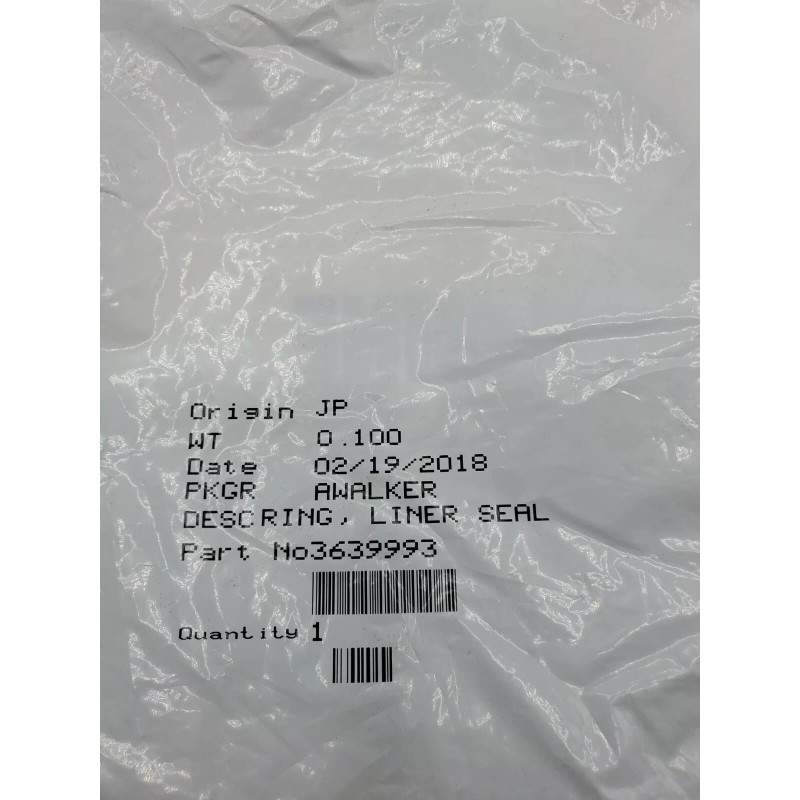 Origin JP
WT 0.100
Date 02/19/2018
PKGR AWALKER
DESCRING, LINER SEAL
Part No3639993
Quantity 1